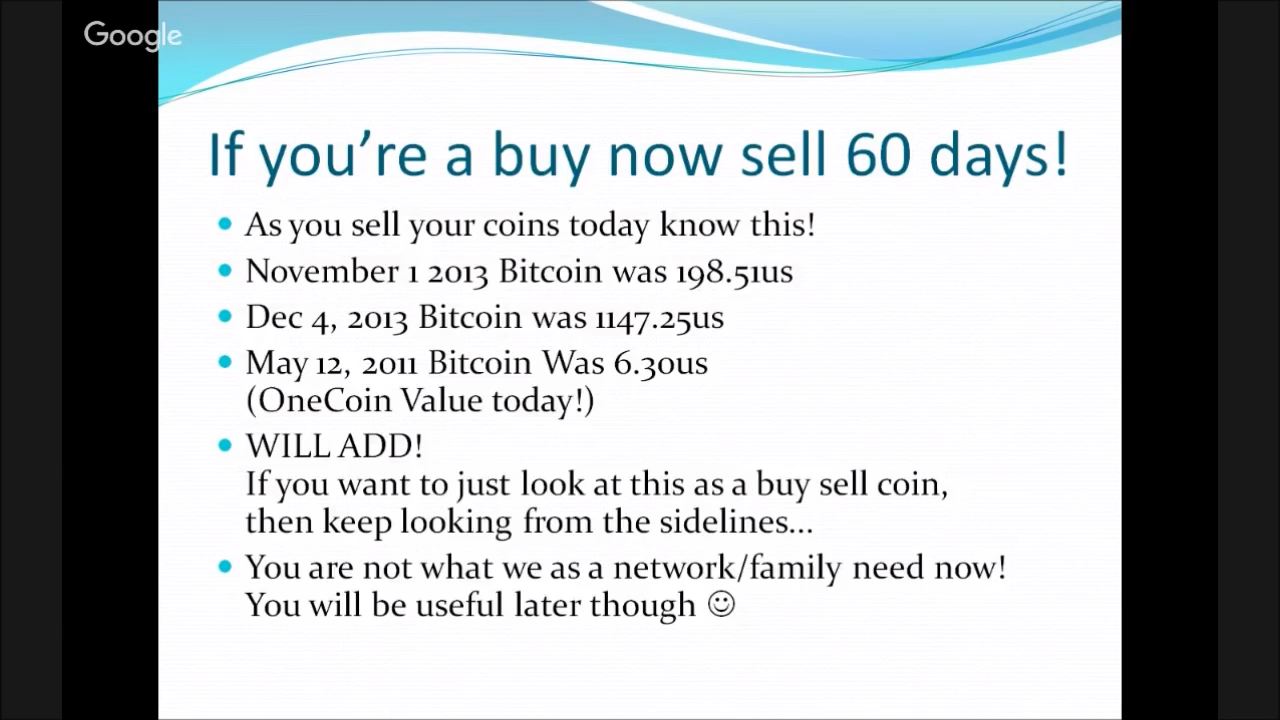 Google
If you’re a buy now sell 60 days!
As you sell your coins today know this!
November 1 2013 Bitcoin was 198.51us
Dec 4, 2013 Bitcoin was 1147.25us
May 12, 2011 Bitcoin Was 6.30us
(OneCoin Value today!)
WILL ADD!
If you want to just look at this as a buy sell coin,
then keep looking from the sidelines...
You are not what we as a network/family need now!
You will be useful later though ☺